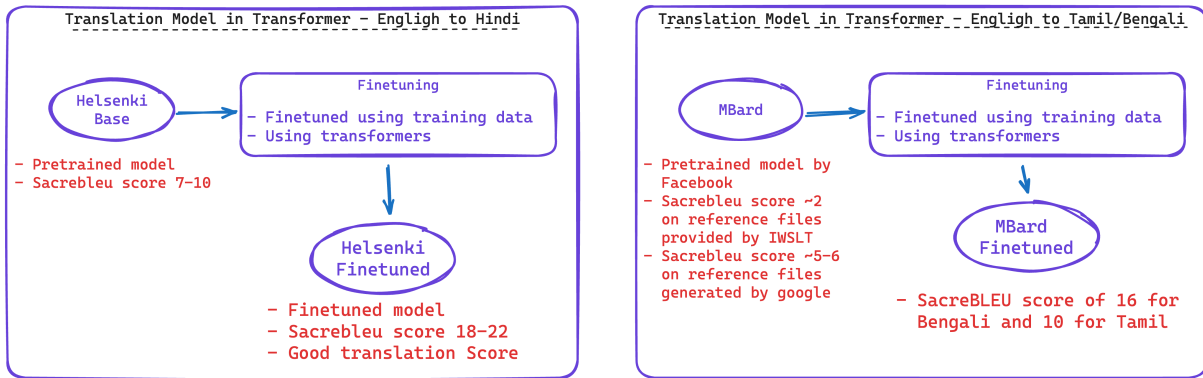 Translation Model in Transformer - Engligh to Hindi
Helsenki
Base
- Pretrained model
- Sacrebleu score 7-10
Finetuning
- Finetuned using training data
- Using transformers
Helsenki
Finetuned
- Finetuned model
- Sacrebleu score 18-22
- Good translation Score
Translation Model in Transformer - Engligh to Tamil/Bengali
MBard
- Pretrained model by
Facebook
- Sacrebleu score ~2
on reference files
provided by IWSLT
- Sacrebleu score ~5-6
on reference files
generated by google
Finetuning
- Finetuned using training data
- Using transformers
MBard
Finetuned
- SacreBLEU score of 16 for
Bengali and 10 for Tamil